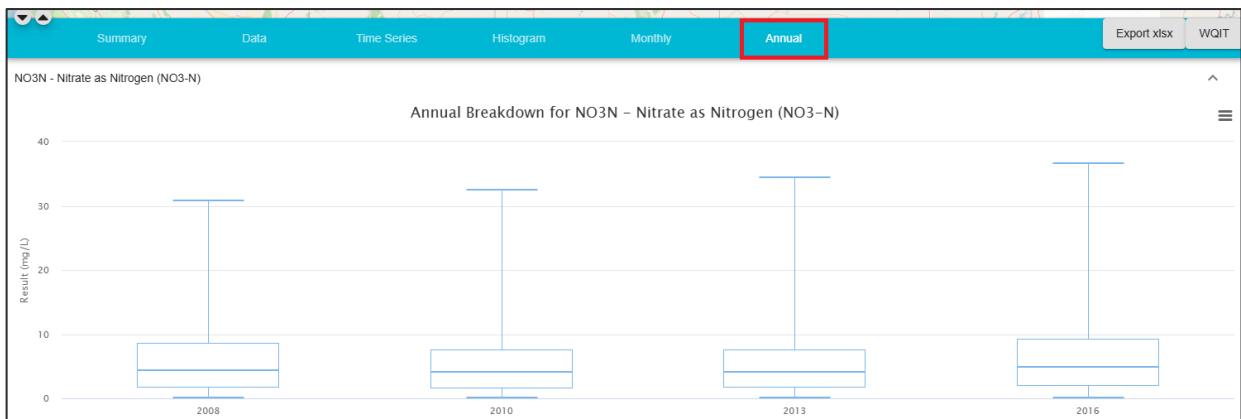 Summary Data Time Series Histogram Monthly Annual Export xlsx WQIT
NO3N - Nitrate as Nitrogen (NO3-N)
Annual Breakdown for NO3N – Nitrate as Nitrogen (NO3–N)
40
30
20
10
0
Result (mg/L)
2008 2010 2013 2016